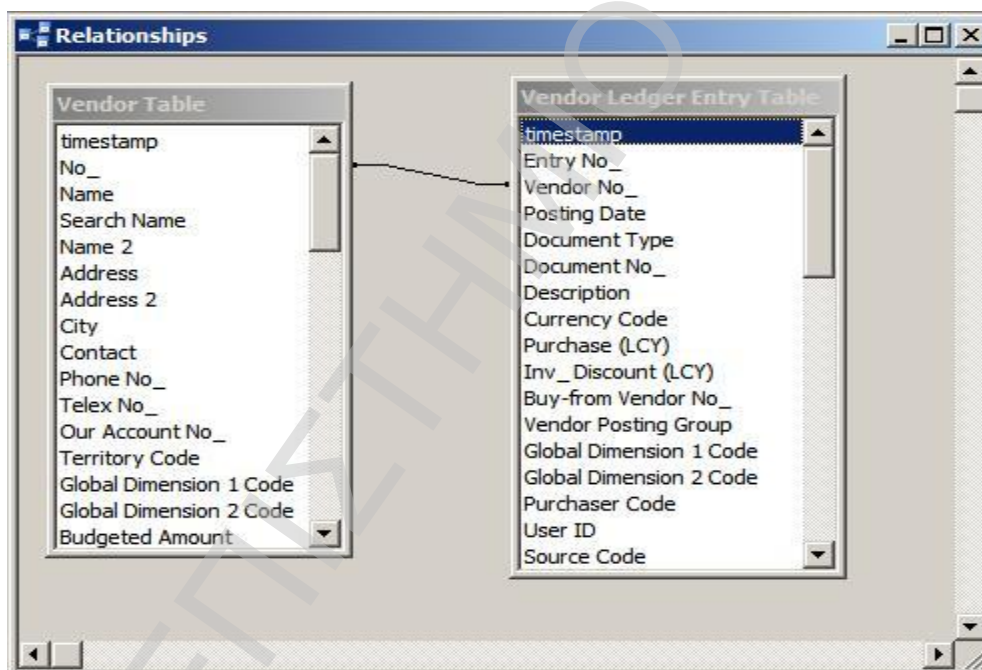 Relationships
Vendor Table
timestamp
No_
Name
Search Name
Name 2
Address
Address 2
City
Contact
Phone No_
Telex No_
Our Account No_
Territory Code
Global Dimension 1 Code
Global Dimension 2 Code
Budgeted Amount
Vendor Ledger Entry Table
timestamp
Entry No_
Vendor No_
Posting Date
Document Type
Document No_
Description
Currency Code
Purchase (LCY)
Inv_Discount (LCY)
Buy-from Vendor No_
Vendor Posting Group
Global Dimension 1 Code
Global Dimension 2 Code
Purchaser Code
User ID
Source Code